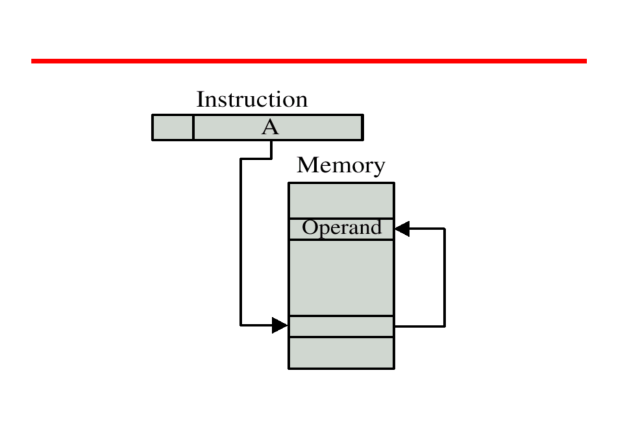 Instruction
A
Memory
Operand